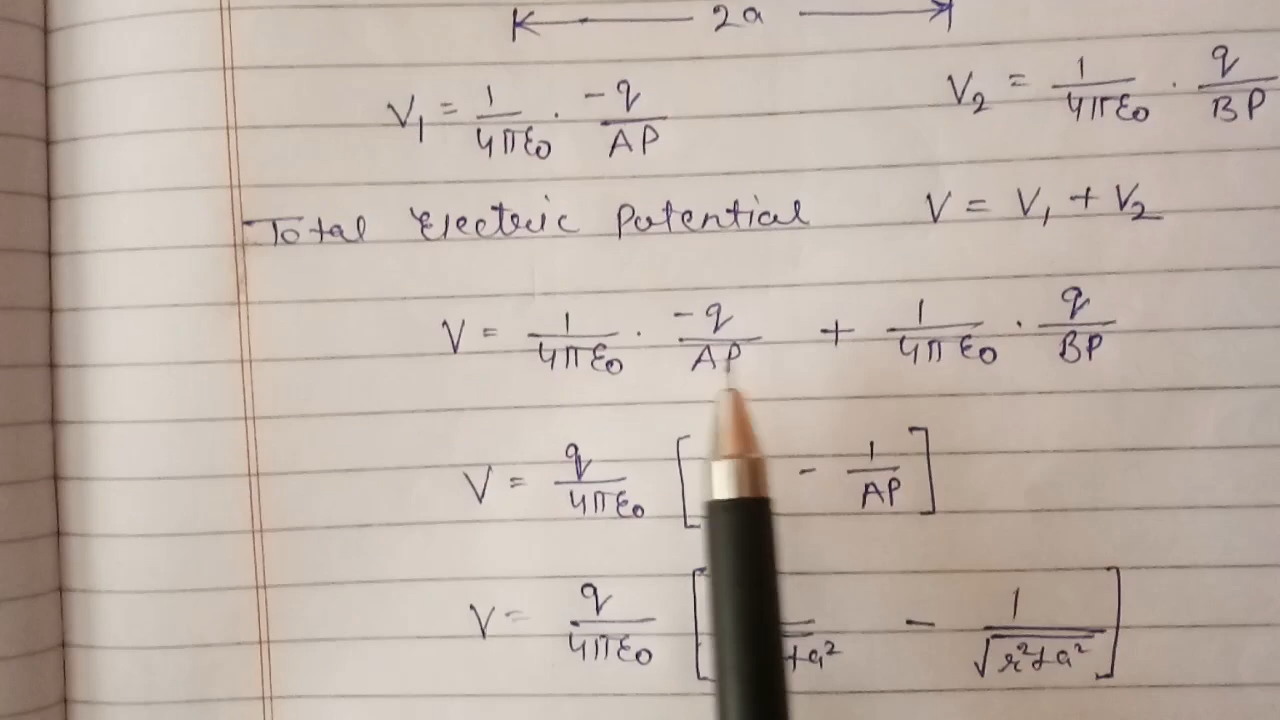 2a
V₁ = 1/4πε₀ · -q/AP    V₂ = 1/4πε₀ · q/BP
Total Electric Potential    V = V₁ + V₂
V = 1/4πε₀ · -q/AP + 1/4πε₀ · q/BP
V = q/4πε₀ [ - 1/AP ]
V = q/4πε₀ [ +a² - 1/√r²+a² ]